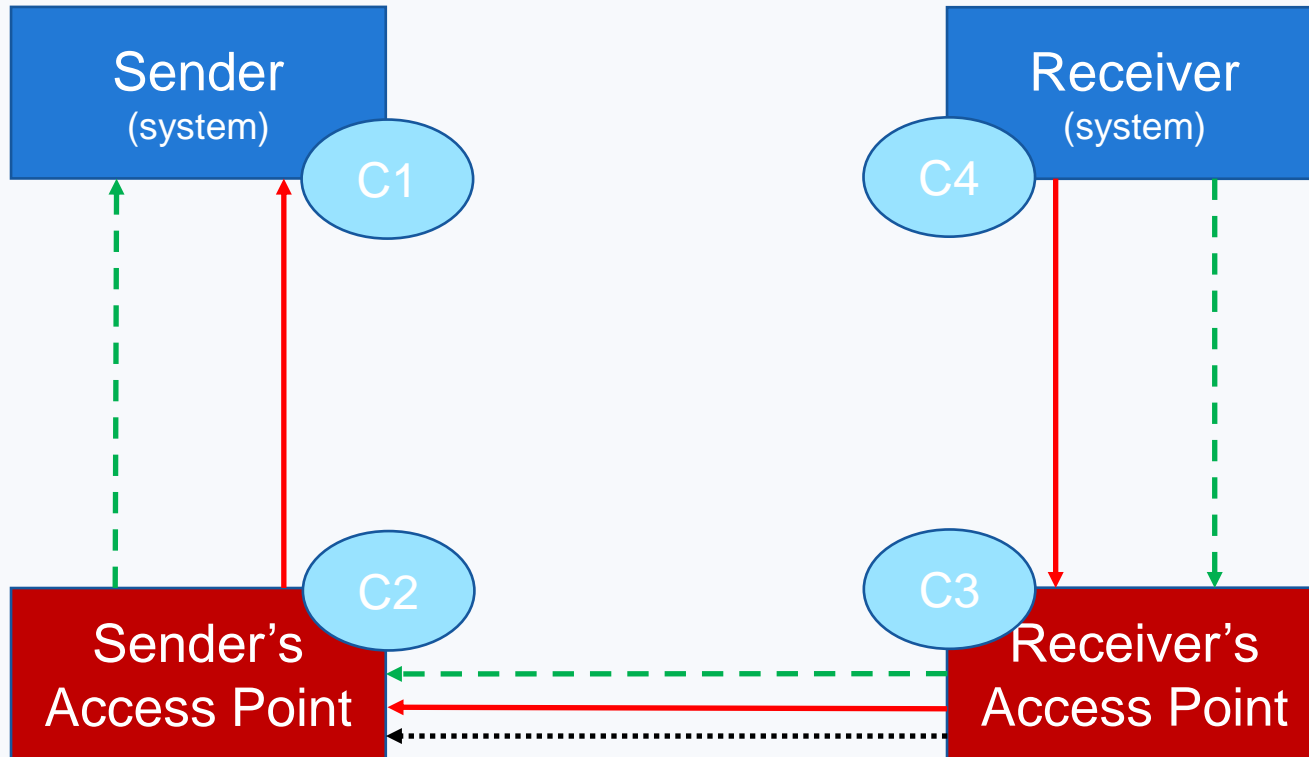 Sender
(system)
C1
Receiver
(system)
C4
C2
Sender’s
Access Point
C3
Receiver’s
Access Point